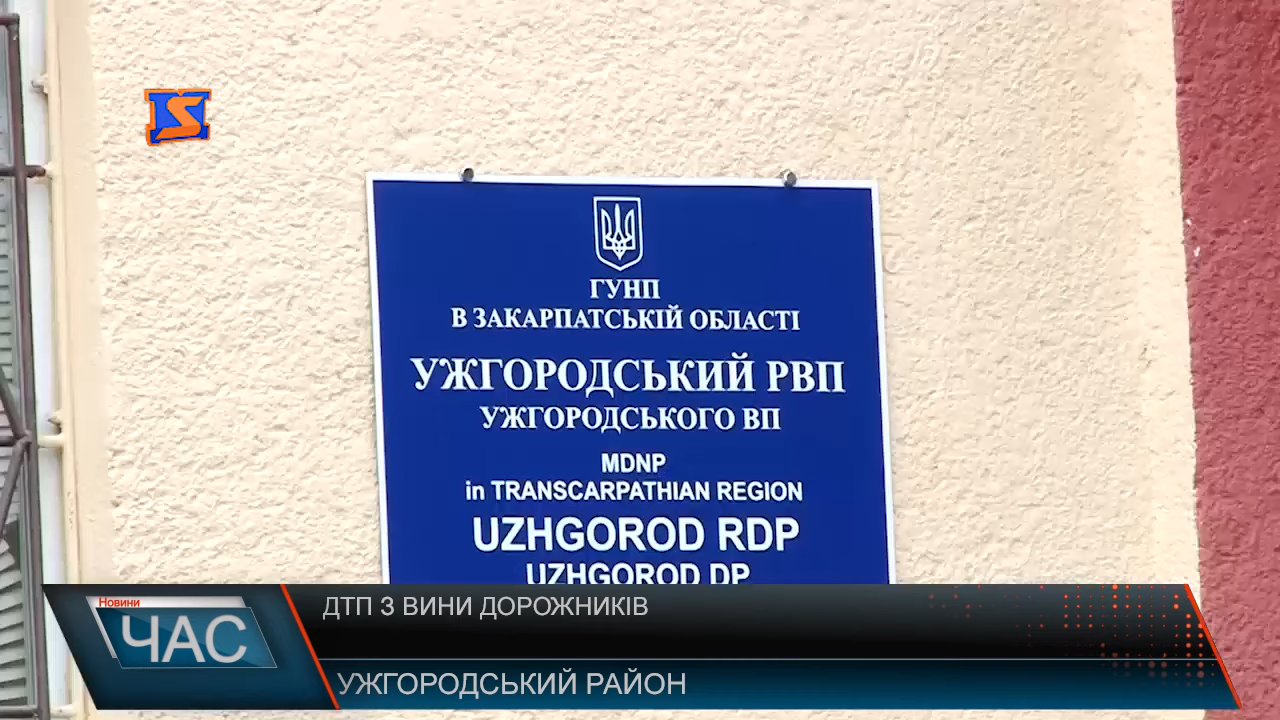 ГУНП
В ЗАКАРПАТСЬКІЙ ОБЛАСТІ
УЖГОРОДСЬКИЙ РВП
УЖГОРОДСЬКОГО ВП
MDNP
in TRANSCARPATHIAN REGION
UZHGOROD RDP
UZHGOROD DP
Новини
ЧАС
ДТП З ВИНИ ДОРОЖНИКІВ
УЖГОРОДСЬКИЙ РАЙОН